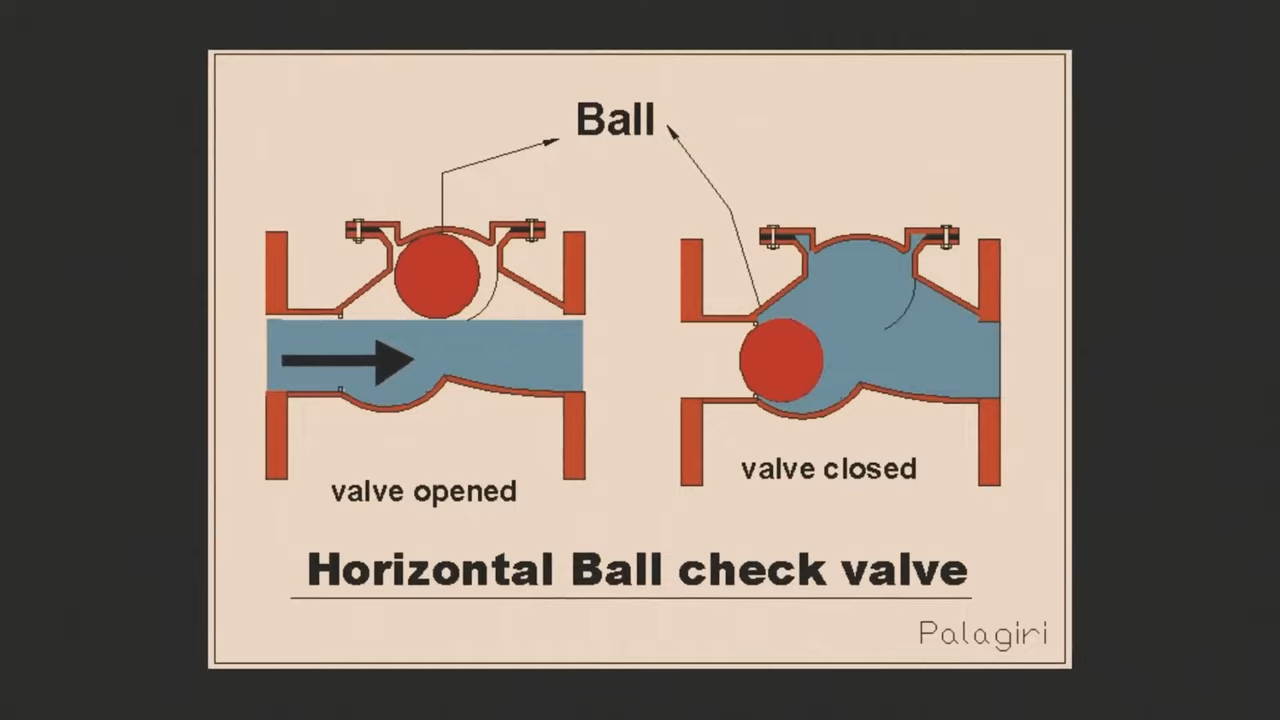 Ball
valve opened
valve closed
Horizontal Ball check valve
Palagiri